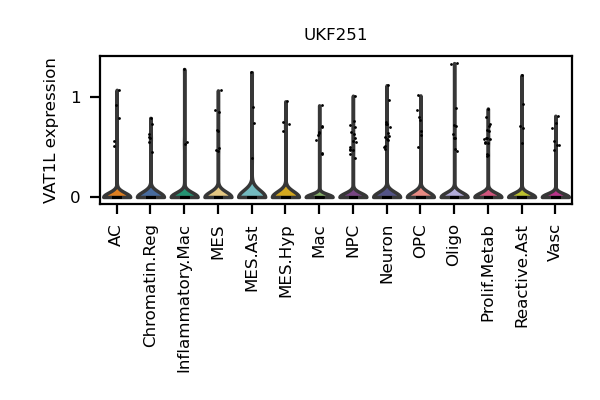 UKF251
VAT1L expression
1
0
AC
Chromatin.Reg
Inflammatory.Mac
MES
MES.Ast
MES.Hyp
Mac
NPC
Neuron
OPC
Oligo
Prolif.Metab
Reactive.Ast
Vasc